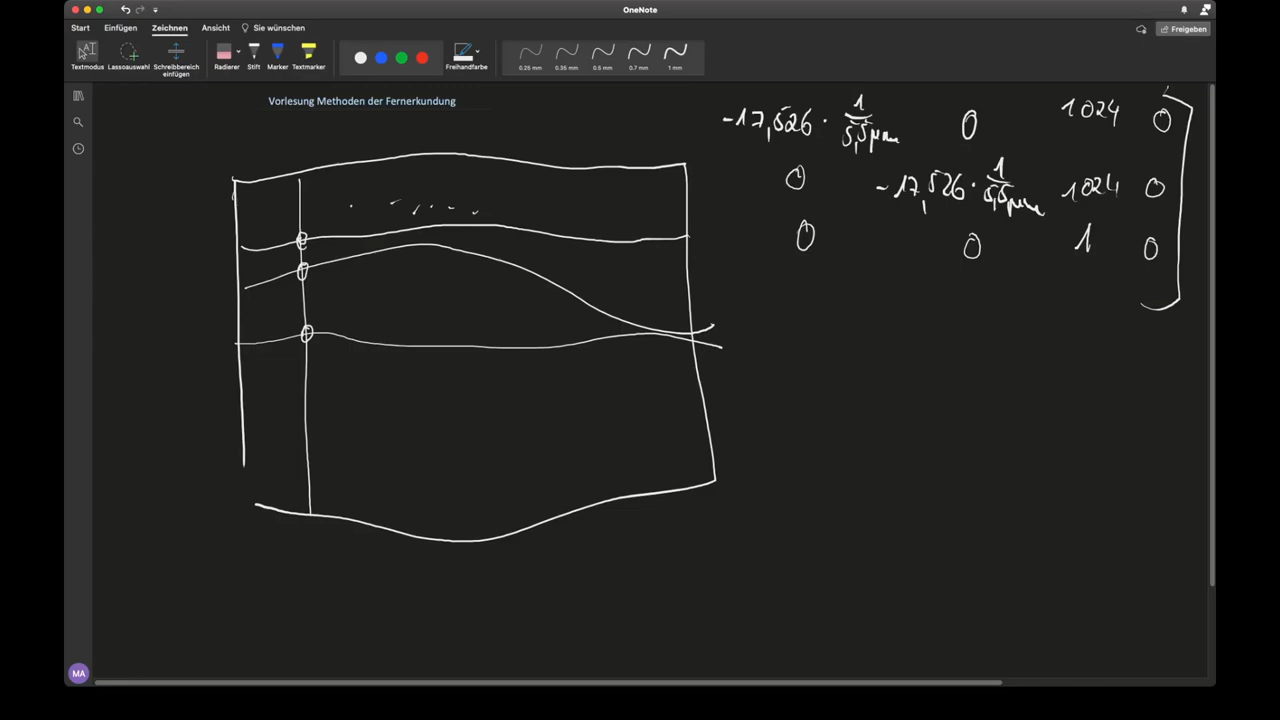 OneNote
Start Einfügen Zeichnen Ansicht Sie wünschen
Freigeben
Textmodus Lassoauswahl Schreibbereich einfügen Radierer Stift Marker Textmarker Freihandfarbe 0.25 mm 0.35 mm 0.5 mm 0.7 mm 1 mm
Vorlesung Methoden der Fernerkundung
-17,526 · 1/5,5µm 0 1024 0
0 -17,526 · 1/5,5µm 1024 0
0 0 1 0
MA